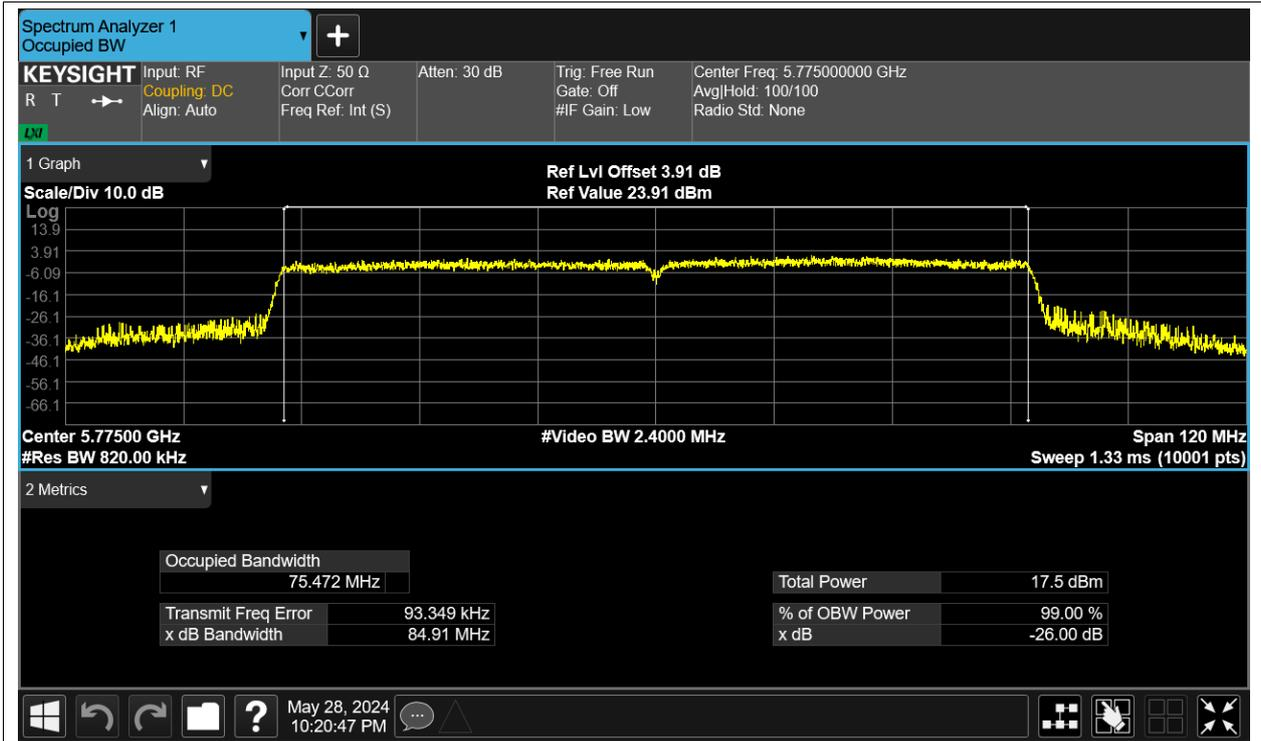 Spectrum Analyzer 1
Occupied BW
KEYSIGHT
R T
LXI
Input: RF
Coupling: DC
Align: Auto
Input Z: 50 Ω
Corr CCorr
Freq Ref: Int (S)
Atten: 30 dB
Trig: Free Run
Gate: Off
#IF Gain: Low
Center Freq: 5.775000000 GHz
Avg|Hold: 100/100
Radio Std: None
1 Graph
Scale/Div 10.0 dB
Ref Lvl Offset 3.91 dB
Ref Value 23.91 dBm
Log
13.9
3.91
-6.09
-16.1
-26.1
-36.1
-46.1
-56.1
-66.1
Center 5.77500 GHz
#Res BW 820.00 kHz
#Video BW 2.4000 MHz
Span 120 MHz
Sweep 1.33 ms (10001 pts)
2 Metrics
Occupied Bandwidth
75.472 MHz
Transmit Freq Error 93.349 kHz
x dB Bandwidth 84.91 MHz
Total Power 17.5 dBm
% of OBW Power 99.00 %
x dB -26.00 dB
?
May 28, 2024
10:20:47 PM